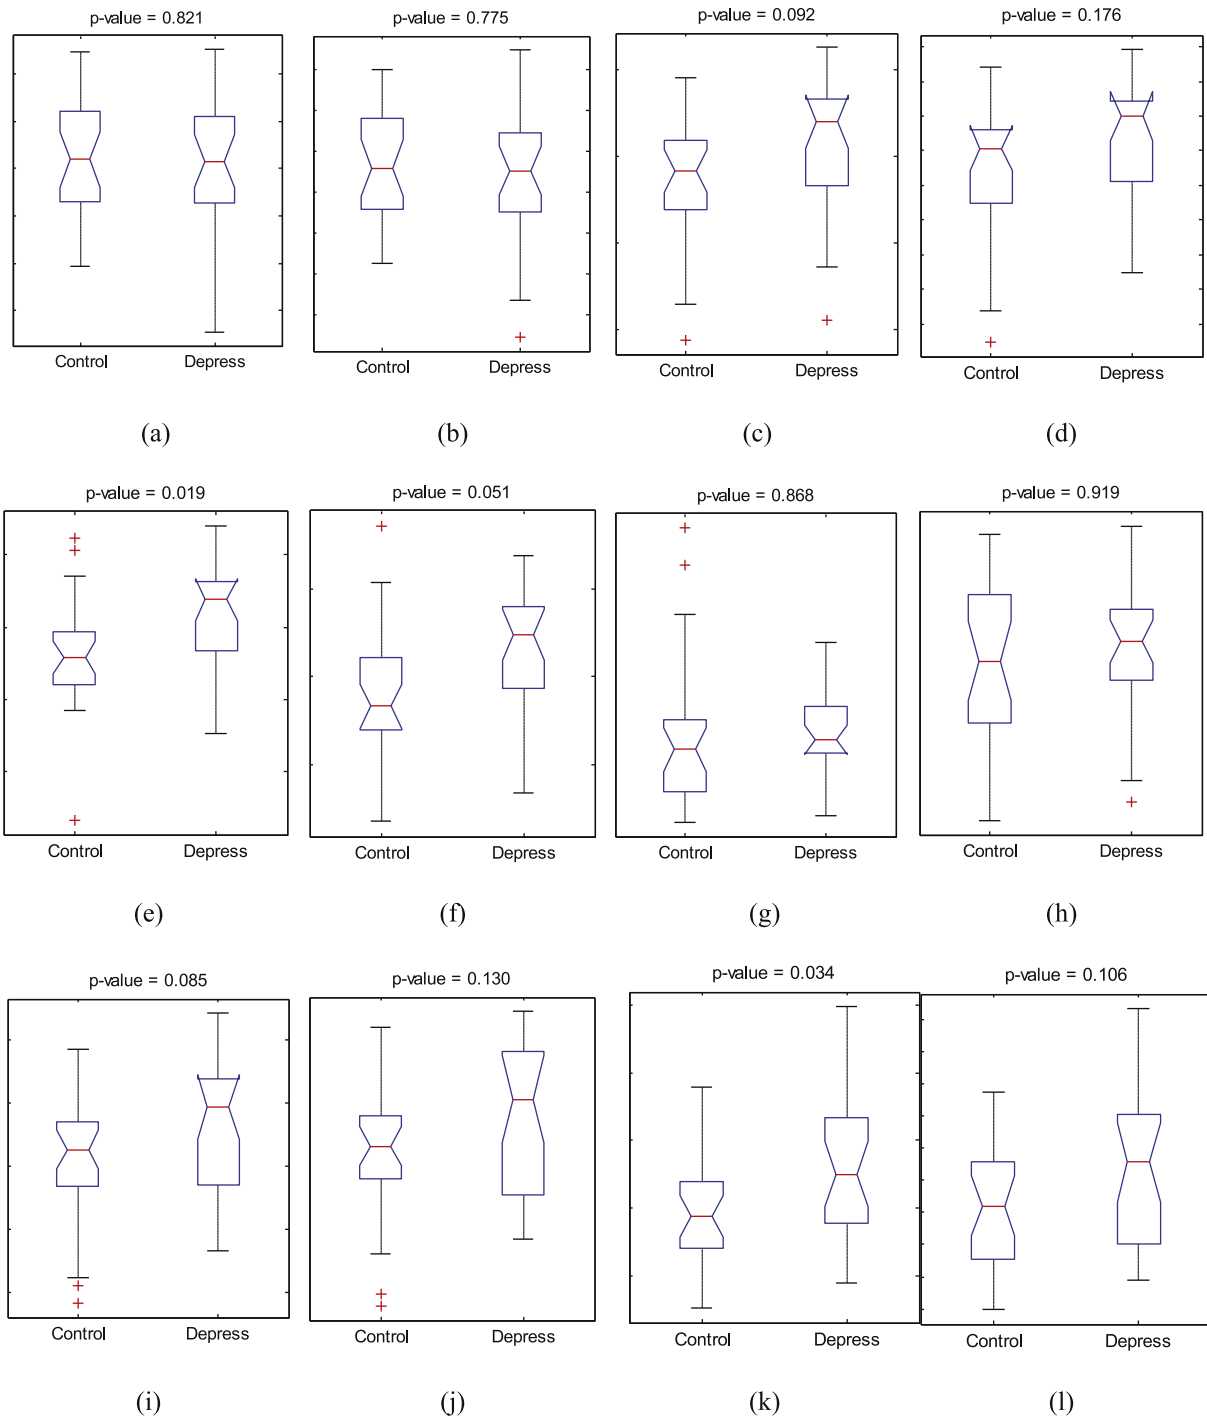 p-value = 0.821 p-value = 0.775 p-value = 0.092 p-value = 0.176
Control Depress Control Depress Control Depress Control Depress
(a) (b) (c) (d)
p-value = 0.019 p-value = 0.051 p-value = 0.868 p-value = 0.919
Control Depress Control Depress Control Depress Control Depress
(e) (f) (g) (h)
p-value = 0.085 p-value = 0.130 p-value = 0.034 p-value = 0.106
Control Depress Control Depress Control Depress Control Depress
(i) (j) (k) (l)